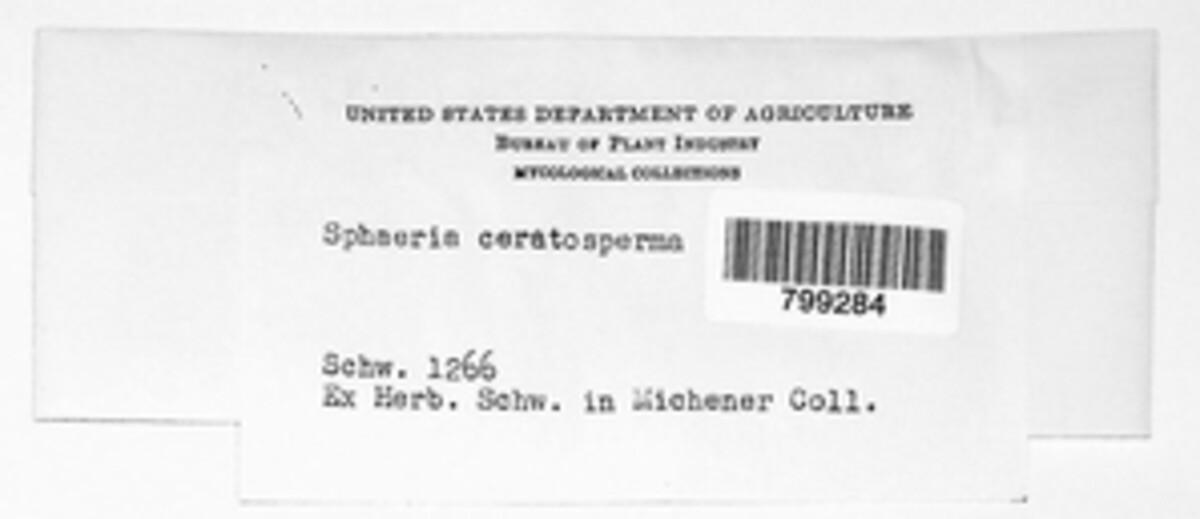 UNITED STATES DEPARTMENT OF AGRICULTURE
BUREAU OF PLANT INDUSTRY
MYCOLOGICAL COLLECTIONS
Sphaeria ceratosperma
799284
Schw. 1266
Ex Herb. Schw. in Michener Coll.